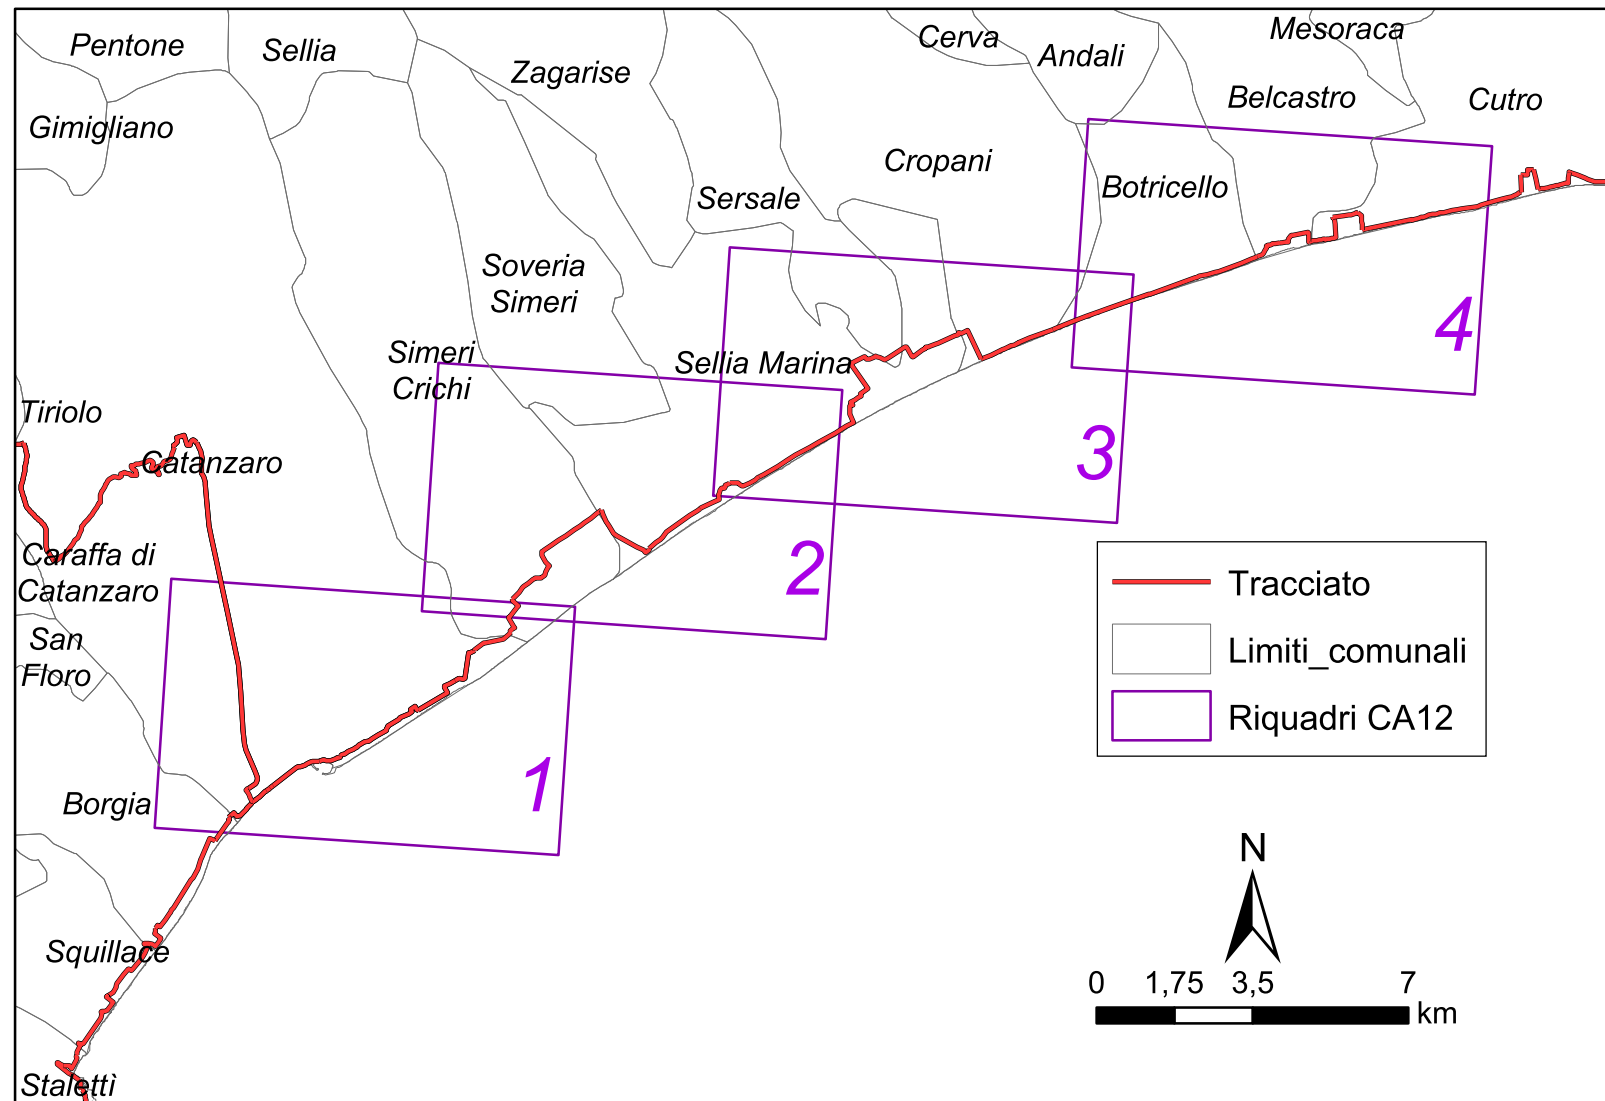 Pentone
Sellia
Zagarise
Cerva
Andali
Mesoraca
Belcastro
Cutro
Gimigliano
Cropani
Botricello
Sersale
Soveria
Simeri
Simeri
Crichi
Sellia Marina
4
Tiriolo
Catanzaro
3
Caraffa di
Catanzaro
2
San
Floro
1
Borgia
Squillace
Stalettì
Tracciato
Limiti_comunali
Riquadri CA12
N
0 1,75 3,5 7
km